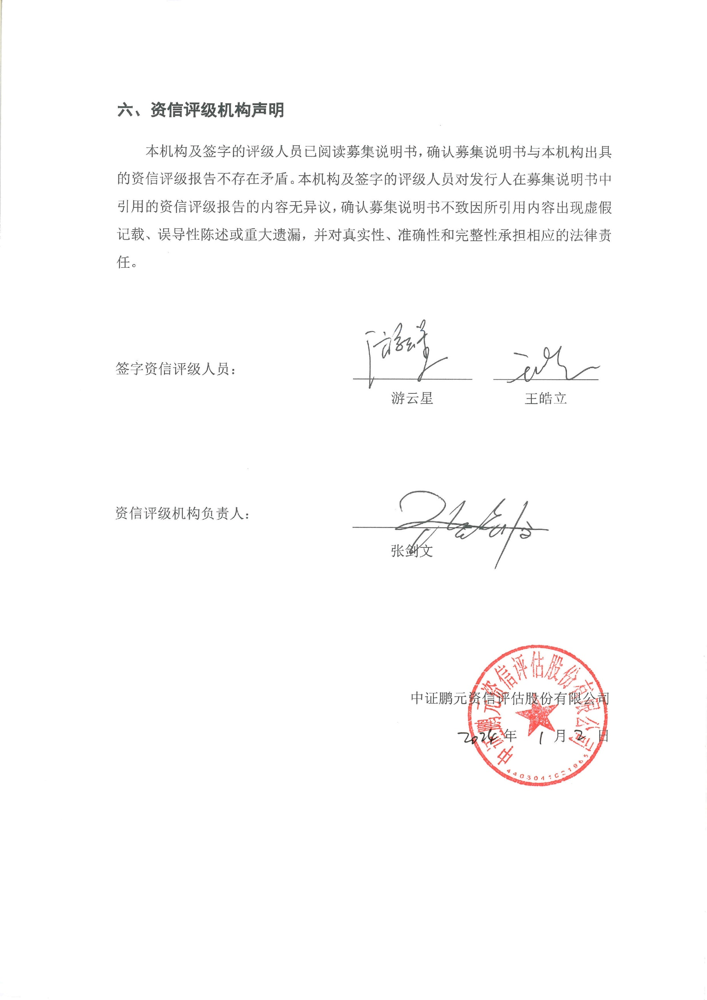 六、资信评级机构声明
本机构及签字的评级人员已阅读募集说明书，确认募集说明书与本机构出具
的资信评级报告不存在矛盾。本机构及签字的评级人员对发行人在募集说明书中
引用的资信评级报告的内容无异议，确认募集说明书不致因所引用内容出现虚假
记载、误导性陈述或重大遗漏，并对真实性、准确性和完整性承担相应的法律责
任。
签字资信评级人员：
游云星 王皓立
资信评级机构负责人：
张剑文
中证鹏元资信评估股份有限公司
2024年 1 月 2 日
中证鹏元资信评估股份有限公司
4403041021965